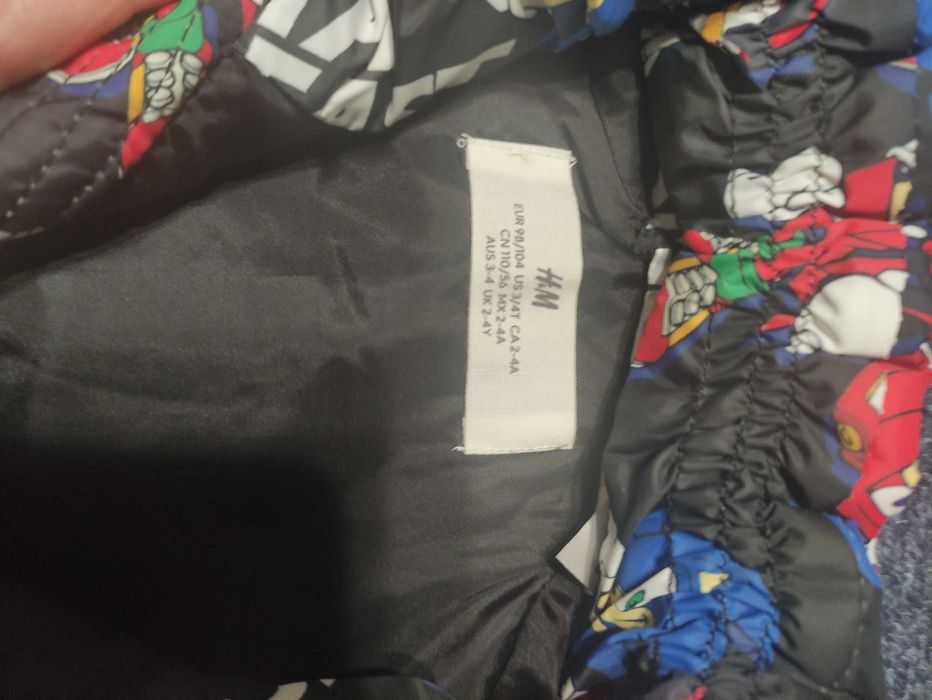 H&M
EUR 98/104 US 3/4T CA 2-4A
CN 110/56 MX 2-4A
AUS 3-4 UK 2-4Y